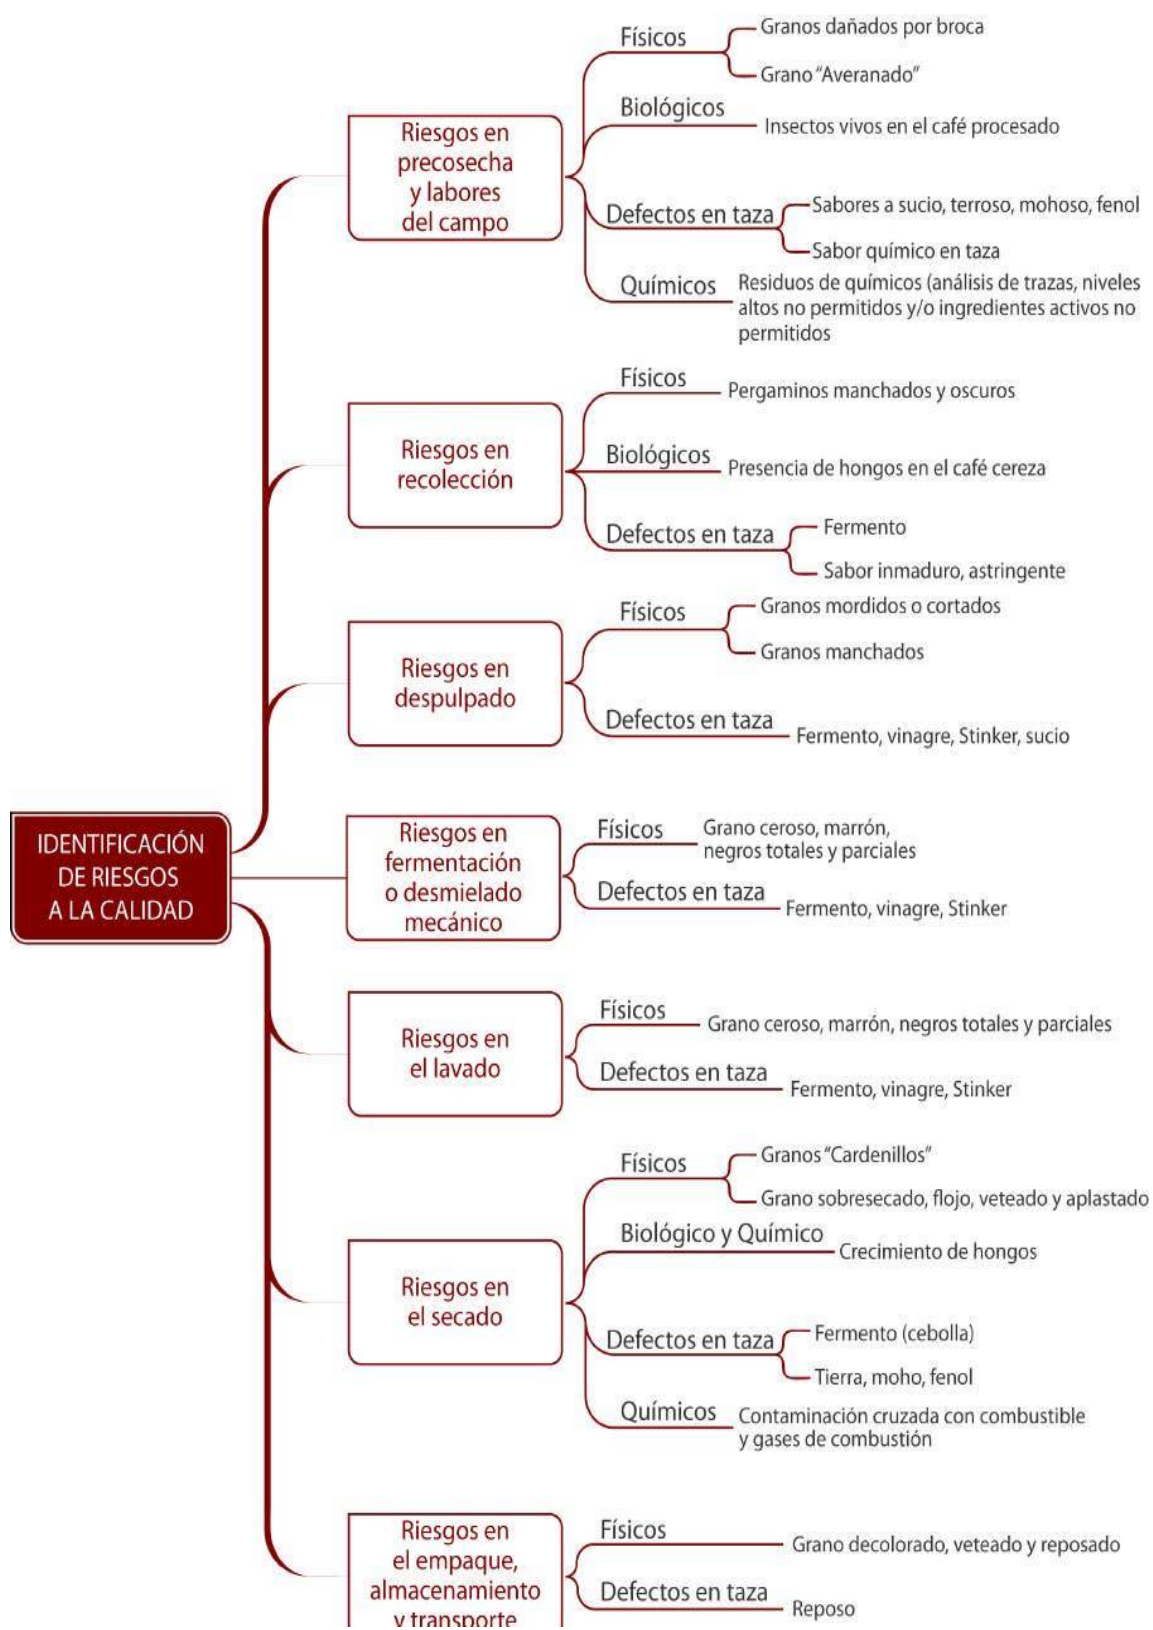 IDENTIFICACIÓN
DE RIESGOS
A LA CALIDAD
Riesgos en
precosecha
y labores
del campo
Físicos
Granos dañados por broca
Grano "Averanado"
Biológicos
Insectos vivos en el café procesado
Defectos en taza
Sabores a sucio, terroso, mohoso, fenol
Sabor químico en taza
Químicos
Residuos de químicos (análisis de trazas, niveles
altos no permitidos y/o ingredientes activos no
permitidos
Riesgos en
recolección
Físicos
Pergaminos manchados y oscuros
Biológicos
Presencia de hongos en el café cereza
Defectos en taza
Fermento
Sabor inmaduro, astringente
Riesgos en
despulpado
Físicos
Granos mordidos o cortados
Granos manchados
Defectos en taza
Fermento, vinagre, Stinker, sucio
Riesgos en
fermentación
o desmielado
mecánico
Físicos
Grano ceroso, marrón,
negros totales y parciales
Defectos en taza
Fermento, vinagre, Stinker
Riesgos en
el lavado
Físicos
Grano ceroso, marrón, negros totales y parciales
Defectos en taza
Fermento, vinagre, Stinker
Riesgos en
el secado
Físicos
Granos "Cardenillos"
Grano sobresecado, flojo, veteado y aplastado
Biológico y Químico
Crecimiento de hongos
Defectos en taza
Fermento (cebolla)
Tierra, moho, fenol
Químicos
Contaminación cruzada con combustible
y gases de combustión
Riesgos en
el empaque,
almacenamiento
y transporte
Físicos
Grano decolorado, veteado y reposado
Defectos en taza
Reposo